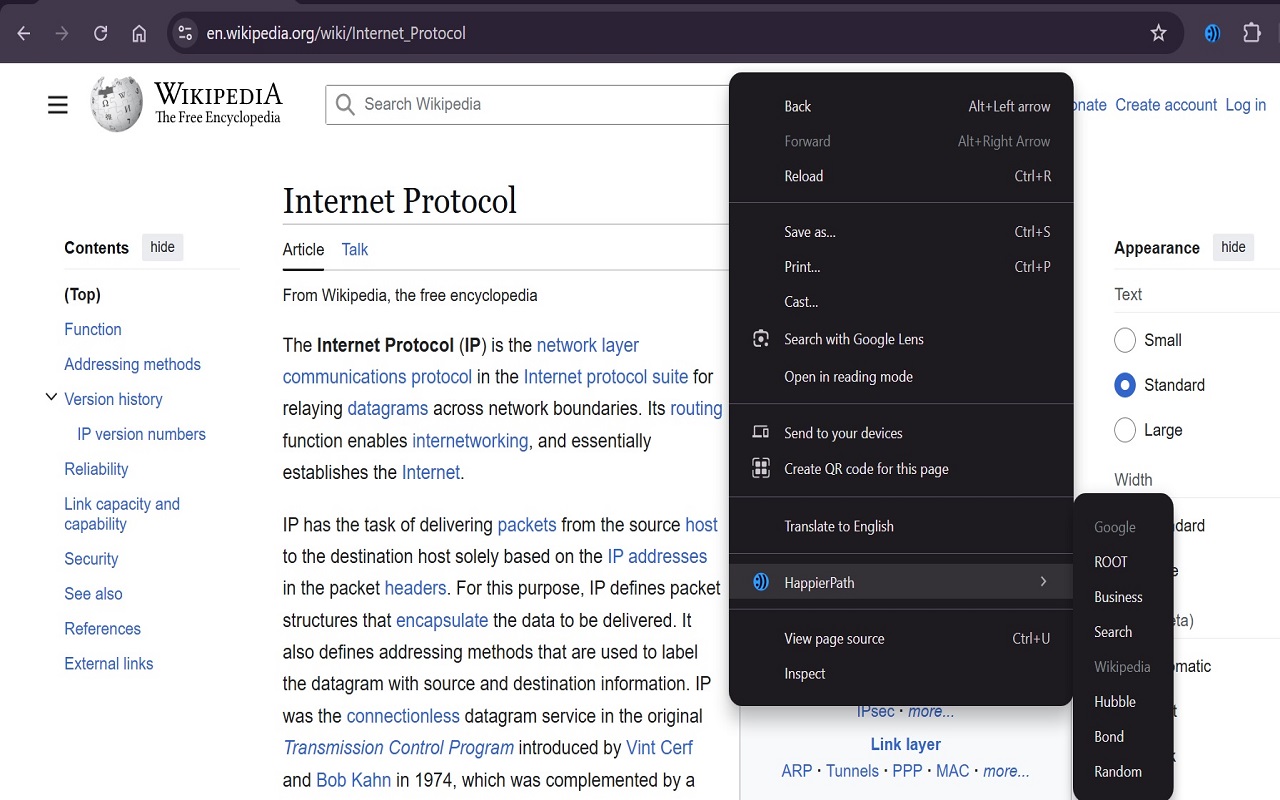 en.wikipedia.org/wiki/Internet_Protocol
WIKIPEDIA
The Free Encyclopedia
Search Wikipedia
Create account
Log in
Internet Protocol
Article
Talk
From Wikipedia, the free encyclopedia
Contents
hide
(Top)
Function
Addressing methods
Version history
IP version numbers
Reliability
Link capacity and
capability
Security
See also
References
External links
The Internet Protocol (IP) is the network layer
communications protocol in the Internet protocol suite for
relaying datagrams across network boundaries. Its routing
function enables internetworking, and essentially
establishes the Internet.
IP has the task of delivering packets from the source host
to the destination host solely based on the IP addresses
in the packet headers. For this purpose, IP defines packet
structures that encapsulate the data to be delivered. It
also defines addressing methods that are used to label
the datagram with source and destination information. IP
was the connectionless datagram service in the original
Transmission Control Program introduced by Vint Cerf
and Bob Kahn in 1974, which was complemented by a
Back Alt+Left arrow
Forward Alt+Right Arrow
Reload Ctrl+R
Save as... Ctrl+S
Print... Ctrl+P
Cast...
Search with Google Lens
Open in reading mode
Send to your devices
Create QR code for this page
Translate to English
HappierPath
View page source Ctrl+U
Inspect
Google
ROOT
Business
Search
Wikipedia
Hubble
Bond
Random
IPsec · more...
Link layer
ARP · Tunnels · PPP · MAC · more...
Appearance
hide
Text
Small
Standard
Large
Width